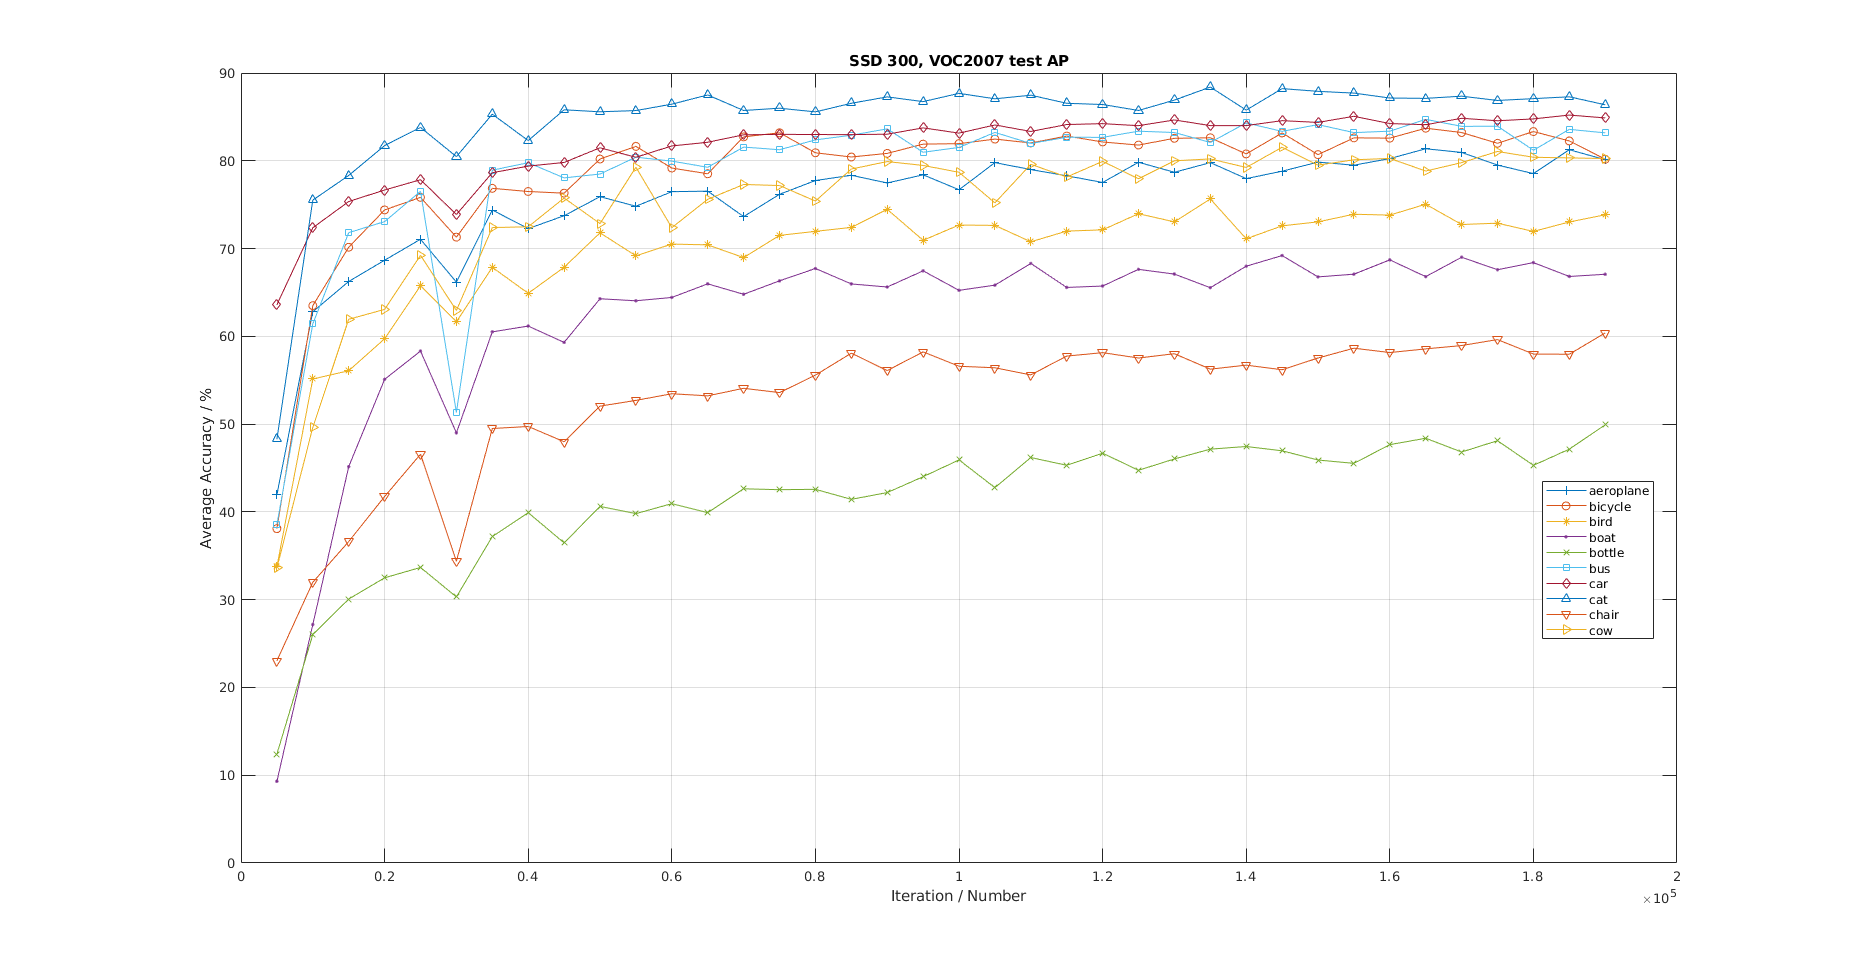 SSD 300, VOC2007 test AP
90
80
70
60
50
40
30
20
10
0
Average Accuracy / %
aeroplane
bicycle
bird
boat
bottle
bus
car
cat
chair
cow
0 0.2 0.4 0.6 0.8 1 1.2 1.4 1.6 1.8 2
Iteration / Number
×10^5